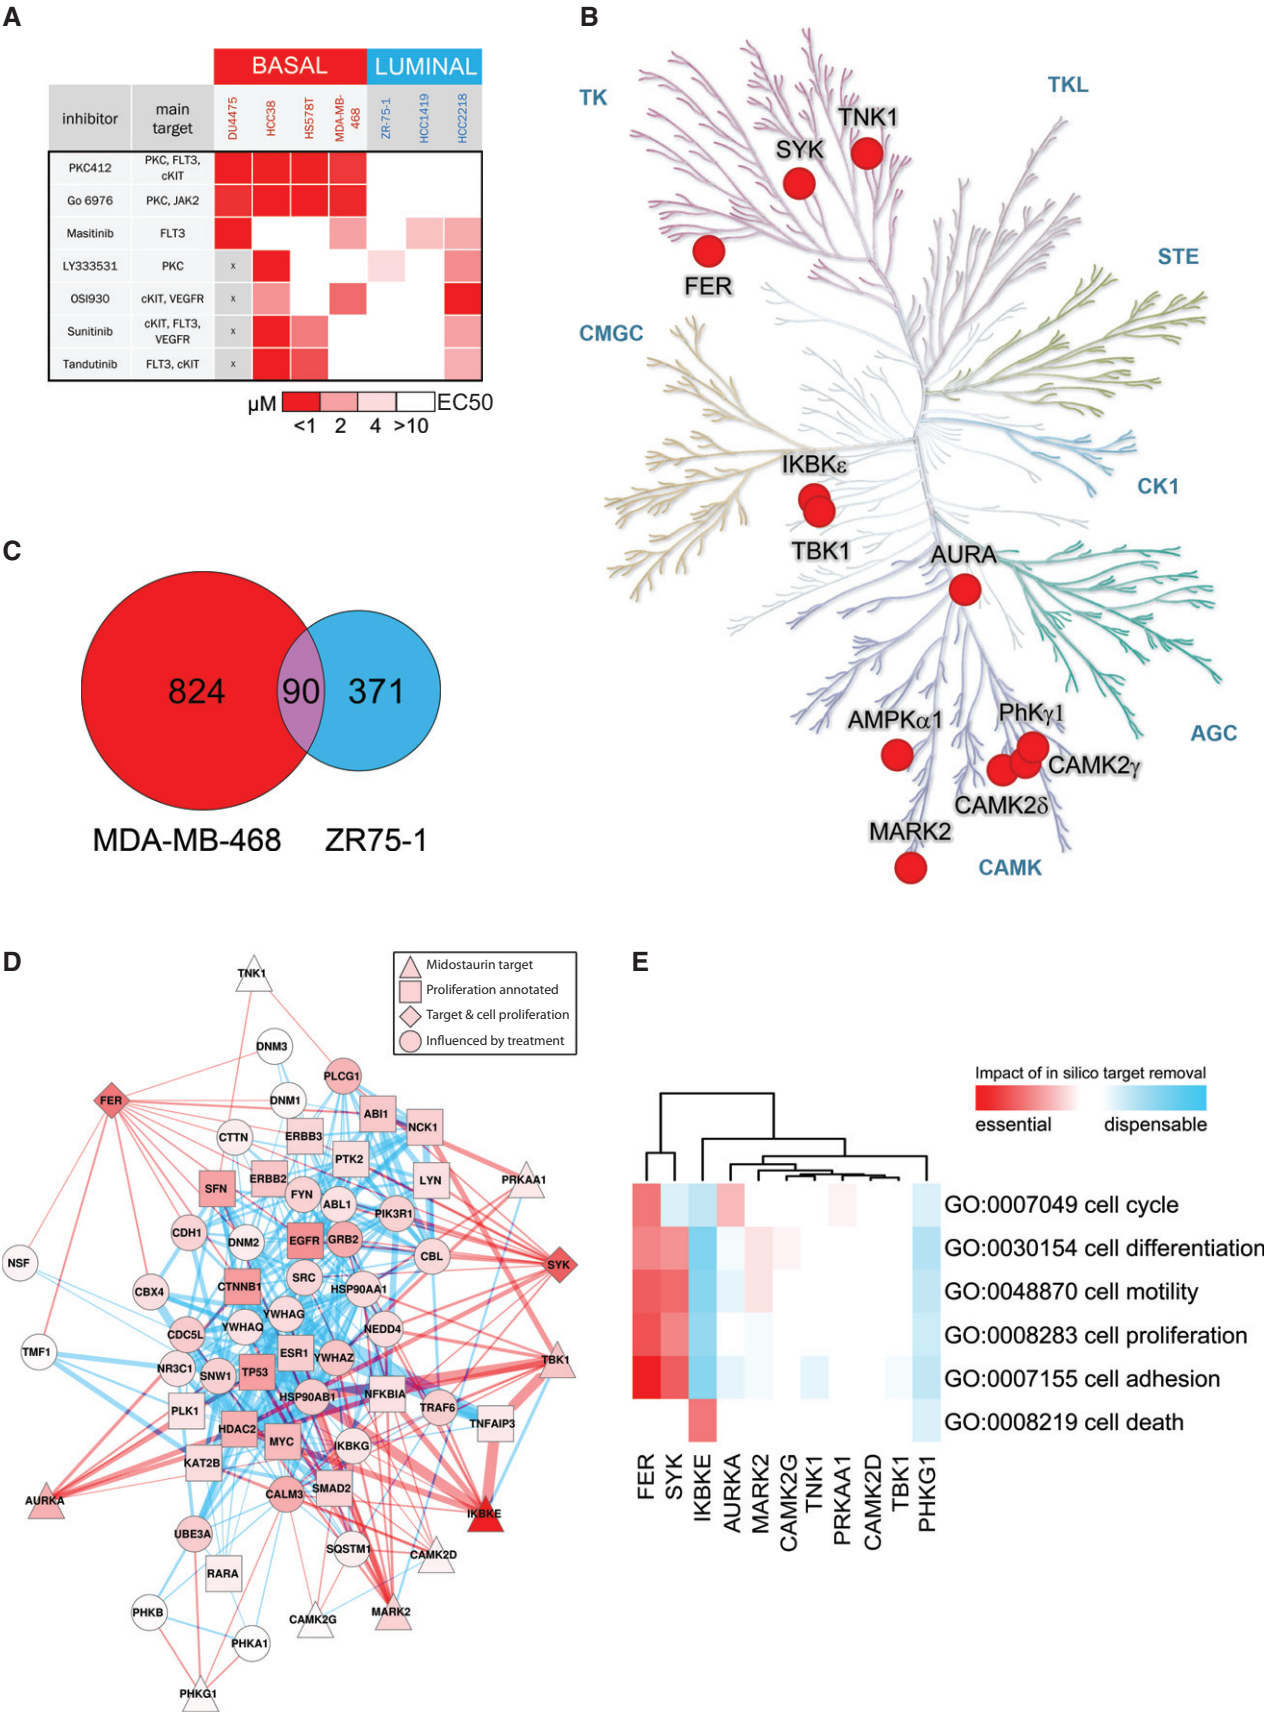 A
BASAL LUMINAL
inhibitor main target DU4475 HCC38 HS578T MDA-MB-468 ZR-75-1 HCC1419 HCC2218
PKC412 PKC, FLT3, cKIT
Go 6976 PKC, JAK2
Masitinib FLT3
LY333531 PKC x
OSI930 cKIT, VEGFR x
Sunitinib cKIT, FLT3, VEGFR x
Tandutinib FLT3, cKIT x
µM EC50
<1 2 4 >10
B
TK
TKL
TNK1
SYK
FER
STE
CMGC
IKBKε
CK1
TBK1
AURA
AMPKα1
PhKγ1
AGC
CAMK2γ
CAMK2δ
MARK2
CAMK
C
824 90 371
MDA-MB-468 ZR75-1
D
Midostaurin target
Proliferation annotated
Target & cell proliferation
Influenced by treatment
TNK1
DNM3
PLCG1
FER
DNM1
ABI1
NCK1
CTTN
ERBB3
PTK2
ERBB2
LYN
PRKAA1
SFN
FYN
ABL1
PIK3R1
CDH1
DNM2
EGFR
GRB2
CBL
NSF
SYK
CBX4
CTNNB1
SRC
HSP90AA1
YWHAG
YWHAQ
NEDD4
CDC5L
TMF1
ESR1
YWHAZ
TBK1
NR3C1
SNW1
TP53
HSP90AB1
NFKBIA
PLK1
TRAF6
TNFAIP3
HDAC2
MYC
IKBKG
KAT2B
CALM3
SMAD2
AURKA
IKBKE
UBE3A
SQSTM1
CAMK2D
RARA
PHKB
CAMK2G
MARK2
PHKA1
PHKG1
E
Impact of in silico target removal
essential dispensable
GO:0007049 cell cycle
GO:0030154 cell differentiation
GO:0048870 cell motility
GO:0008283 cell proliferation
GO:0007155 cell adhesion
GO:0008219 cell death
FER SYK IKBKE AURKA MARK2 CAMK2G TNK1 PRKAA1 CAMK2D TBK1 PHKG1